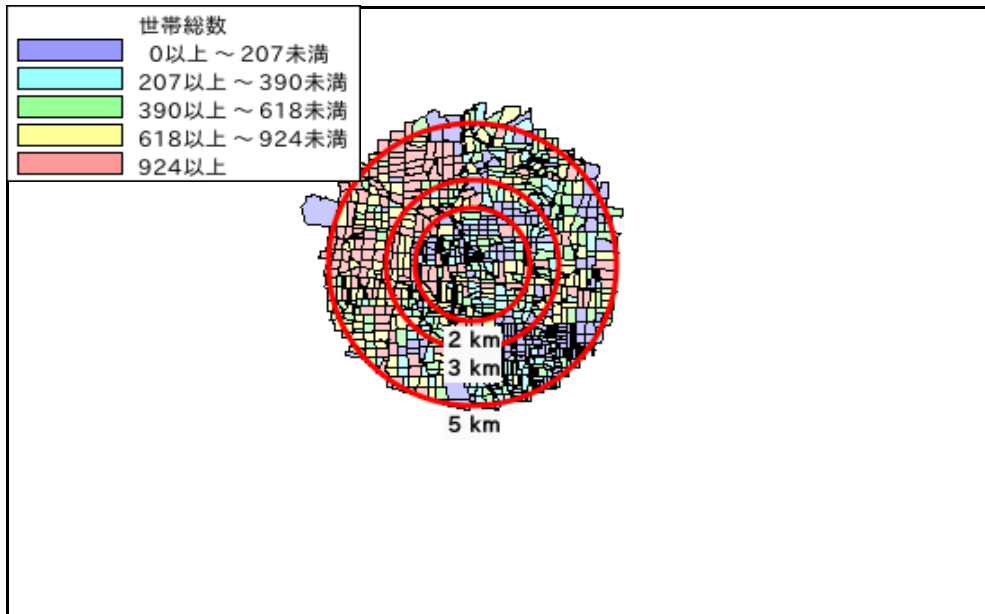 世帯総数
0以上 ～ 207未満
207以上 ～ 390未満
390以上 ～ 618未満
618以上 ～ 924未満
924以上
2 km
3 km
5 km